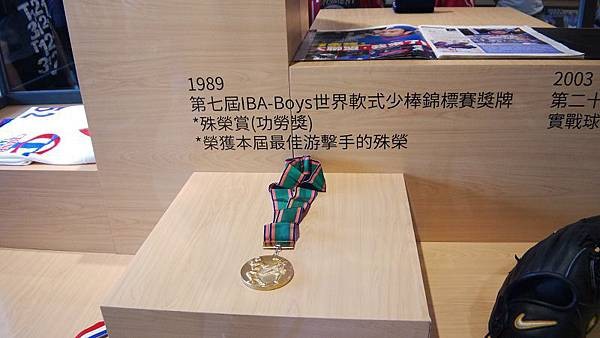 1989
第七屆IBA-Boys世界軟式少棒錦標賽獎牌
*殊榮賞(功勞獎)
*榮獲本屆最佳游擊手的殊榮
2003
第二十
實戰球